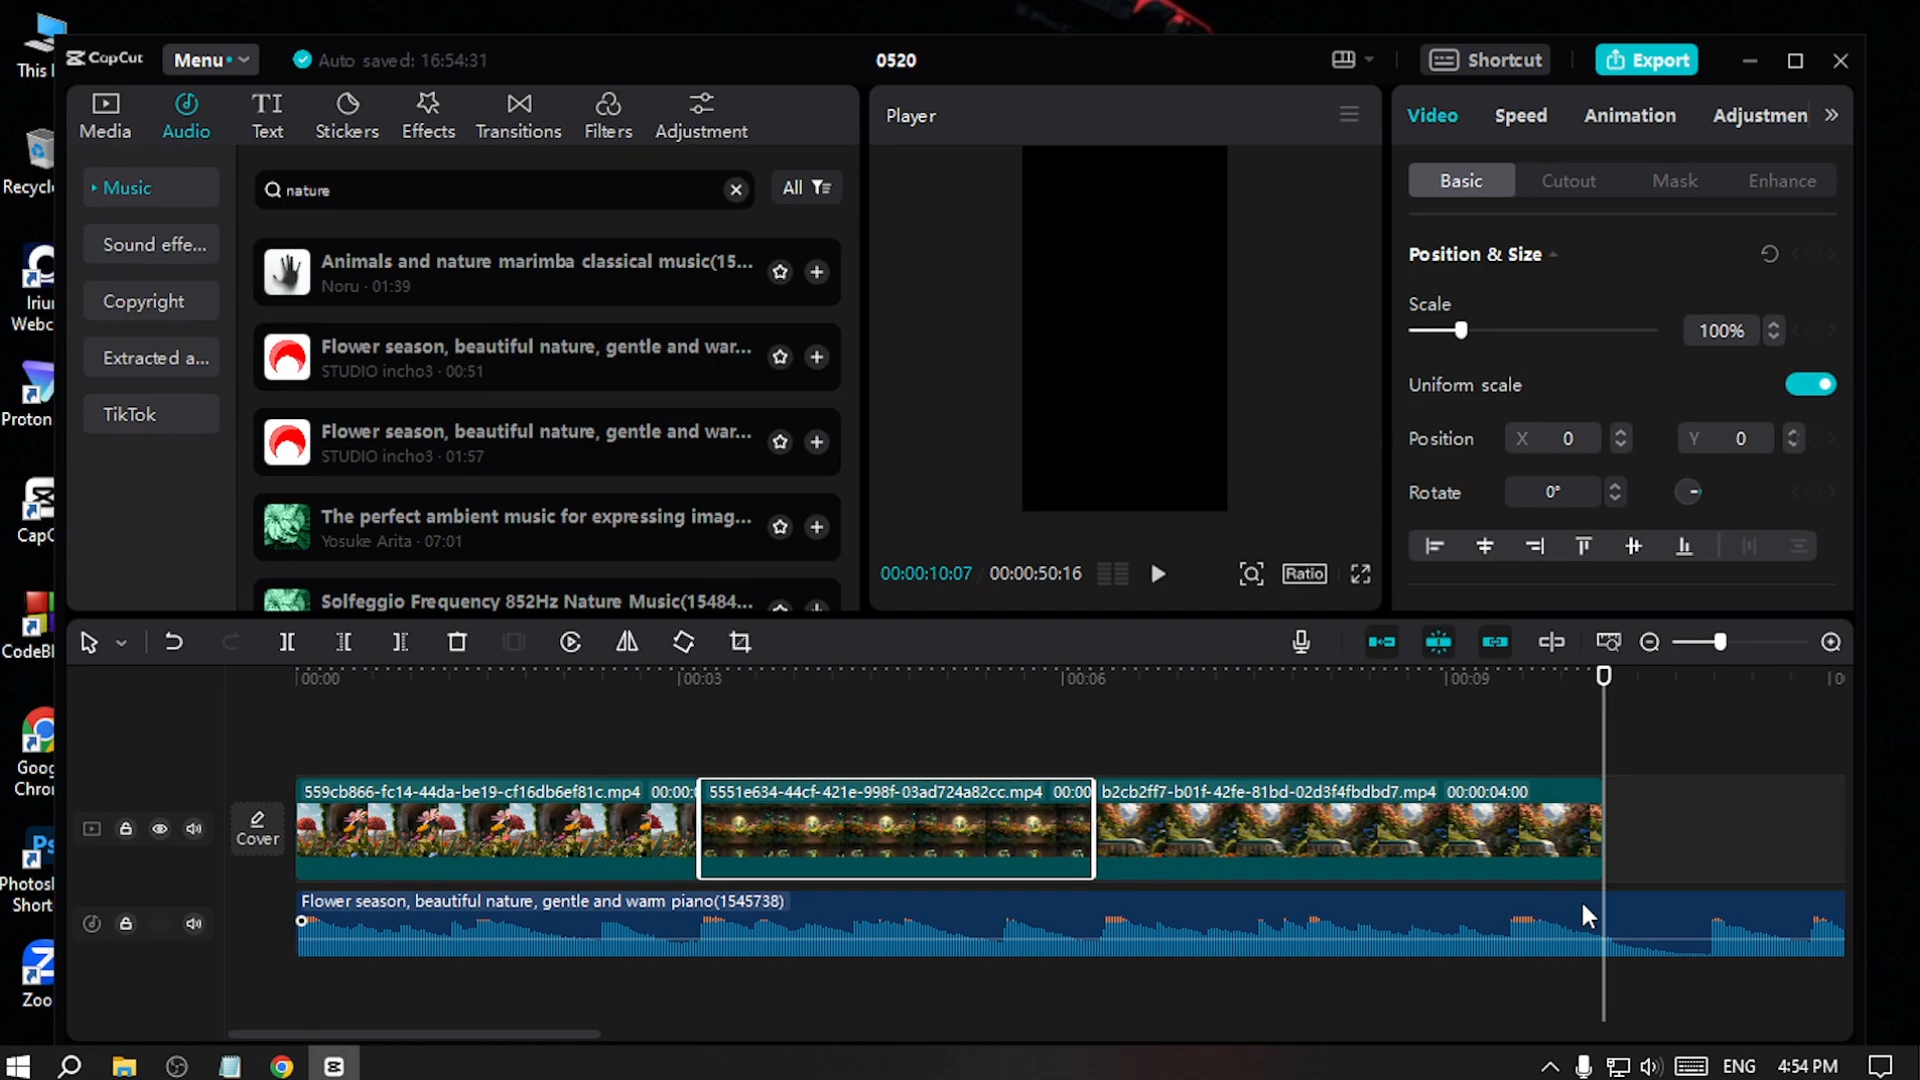 This
CapCut
Menu
Auto saved: 16:54:31
0520
Shortcut
Export
Media
Audio
TI
Text
Stickers
Effects
Transitions
Filters
Adjustment
Player
Video
Speed
Animation
Adjustmen
Recycle
Music
Sound effe...
Copyright
Extracted a...
TikTok
nature
All
Animals and nature marimba classical music(15...
Noru · 01:39
Flower season, beautiful nature, gentle and war...
STUDIO incho3 · 00:51
Flower season, beautiful nature, gentle and war...
STUDIO incho3 · 01:57
The perfect ambient music for expressing imag...
Yosuke Arita · 07:01
Solfeggio Frequency 852Hz Nature Music(15484...
Basic
Cutout
Mask
Enhance
Position & Size
Scale
100%
Uniform scale
Position
X 0
Y 0
Rotate
0°
00:00:10:07
00:00:50:16
Ratio
Iriun
Webc
Proton
CapC
CodeBl
Goog
Chron
Ps
Photos
Short
Zoo
00:00
00:03
00:06
00:09
Cover
559cb866-fc14-44da-be19-cf16db6ef81c.mp4 00:00:
5551e634-44cf-421e-998f-03ad724a82cc.mp4 00:00
b2cb2ff7-b01f-42fe-81bd-02d3f4fbdbd7.mp4 00:00:04:00
Flower season, beautiful nature, gentle and warm piano(1545738)
ENG
4:54 PM